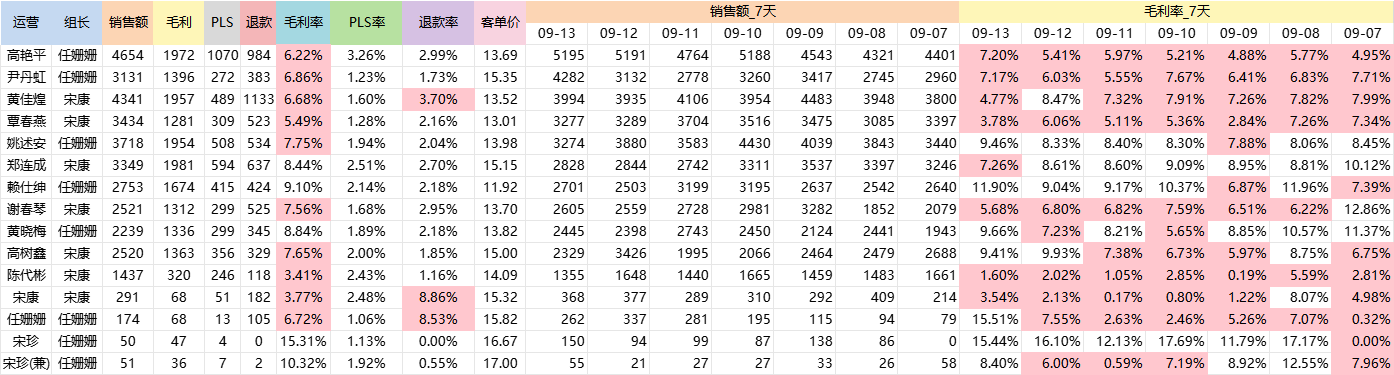 运营 组长 销售额 毛利 PLS 退款 毛利率 PLS率 退款率 客单价 销售额_7天 毛利率_7天
09-13 09-12 09-11 09-10 09-09 09-08 09-07 09-13 09-12 09-11 09-10 09-09 09-08 09-07
高艳平 任姗姗 4654 1972 1070 984 6.22% 3.26% 2.99% 13.69 5195 5191 4764 5188 4543 4321 4401 7.20% 5.41% 5.97% 5.21% 4.88% 5.77% 4.95%
尹丹虹 任姗姗 3131 1396 272 383 6.86% 1.23% 1.73% 15.35 4282 3132 2778 3260 3417 2745 2960 7.17% 6.03% 5.55% 7.67% 6.41% 6.83% 7.71%
黄佳煌 宋康 4341 1957 489 1133 6.68% 1.60% 3.70% 13.52 3994 3935 4106 3954 4483 3948 3800 4.77% 8.47% 7.32% 7.91% 7.26% 7.82% 7.99%
覃春燕 宋康 3434 1281 309 523 5.49% 1.28% 2.16% 13.01 3277 3289 3704 3516 3475 3085 3397 3.78% 6.06% 5.11% 5.36% 2.84% 7.26% 7.34%
姚述安 任姗姗 3718 1954 508 534 7.75% 1.94% 2.04% 13.98 3274 3880 3583 4430 4039 3843 3440 9.46% 8.33% 8.40% 8.30% 7.88% 8.06% 8.45%
郑连成 宋康 3349 1981 594 637 8.44% 2.51% 2.70% 15.15 2828 2844 2742 3311 3537 3397 3246 7.26% 8.61% 8.60% 9.09% 8.95% 8.81% 10.12%
赖仕绅 任姗姗 2753 1674 415 424 9.10% 2.14% 2.18% 11.92 2701 2503 3199 3195 2637 2542 2640 11.90% 9.04% 9.17% 10.37% 6.87% 11.96% 7.39%
谢春琴 宋康 2521 1312 299 525 7.56% 1.68% 2.95% 13.70 2605 2559 2728 2981 3282 1852 2079 5.68% 6.80% 6.82% 7.59% 6.51% 6.22% 12.86%
黄晓梅 任姗姗 2239 1336 299 345 8.84% 1.89% 2.18% 13.82 2445 2398 2743 2450 2124 2441 1943 9.66% 7.23% 8.21% 5.65% 8.85% 10.57% 11.37%
高树鑫 宋康 2520 1363 356 329 7.65% 2.00% 1.85% 15.00 2329 3426 1995 2066 2464 2489 3439 9.41% 9.93% 7.38% 6.73% 5.97% 8.75% 6.75%
陈代彬 宋康 1437 320 246 118 3.41% 2.43% 1.16% 14.09 1355 1648 1440 1665 1459 1483 1661 1.60% 2.02% 1.05% 2.85% 0.19% 5.59% 2.81%
宋康 宋康 291 68 51 182 3.77% 2.48% 8.86% 15.32 368 377 289 310 292 409 214 3.54% 2.13% 0.17% 0.80% 1.22% 8.07% 4.98%
任姗姗 任姗姗 174 68 13 105 6.72% 1.06% 8.53% 15.82 262 337 281 195 115 94 79 15.51% 7.55% 2.63% 2.46% 5.26% 7.07% 0.32%
宋珍 宋康 50 47 4 0 15.31% 1.13% 0.00% 16.67 150 94 99 87 138 86 0 15.44% 16.10% 12.13% 17.69% 11.79% 17.17% 0.00%
宋珍(兼) 任姗姗 51 36 7 2 10.32% 1.92% 0.55% 17.00 55 21 27 27 33 26 58 8.40% 6.00% 0.59% 7.19% 8.92% 12.55% 7.96%